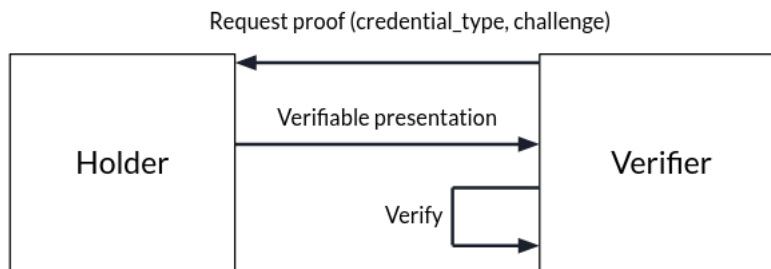 Request proof (credential_type, challenge)
Verifiable presentation
Holder
Verifier
Verify